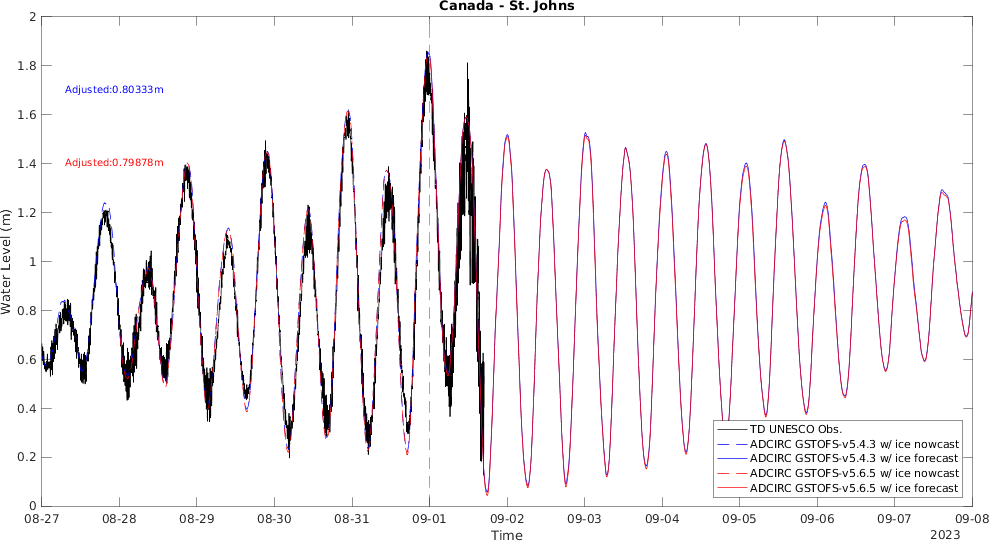 Canada - St. Johns
2
1.8
1.6
1.4
1.2
1
0.8
0.6
0.4
0.2
0
Water Level (m)
Adjusted:0.80333m
Adjusted:0.79878m
TD UNESCO Obs.
ADCIRC GSTOFS-v5.4.3 w/ ice nowcast
ADCIRC GSTOFS-v5.4.3 w/ ice forecast
ADCIRC GSTOFS-v5.6.5 w/ ice nowcast
ADCIRC GSTOFS-v5.6.5 w/ ice forecast
08-27 08-28 08-29 08-30 08-31 09-01 09-02 09-03 09-04 09-05 09-06 09-07 09-08
Time
2023